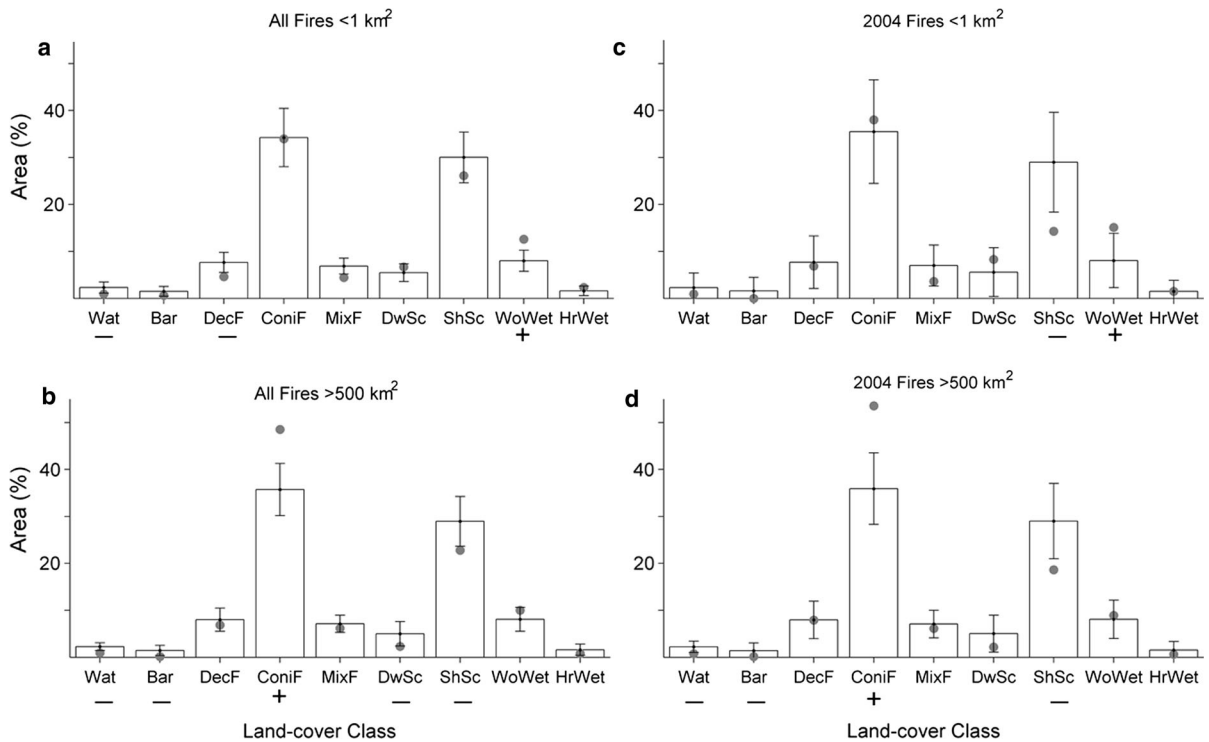 All Fires <1 km2
a
Area (%)
40
20
Wat Bar DecF ConiF MixF DwSc ShSc WoWet HrWet
— — +
2004 Fires <1 km2
c
40
20
Wat Bar DecF ConiF MixF DwSc ShSc WoWet HrWet
— +
All Fires >500 km2
b
Area (%)
40
20
Wat Bar DecF ConiF MixF DwSc ShSc WoWet HrWet
— — + — —
Land-cover Class
2004 Fires >500 km2
d
40
20
Wat Bar DecF ConiF MixF DwSc ShSc WoWet HrWet
— — + —
Land-cover Class